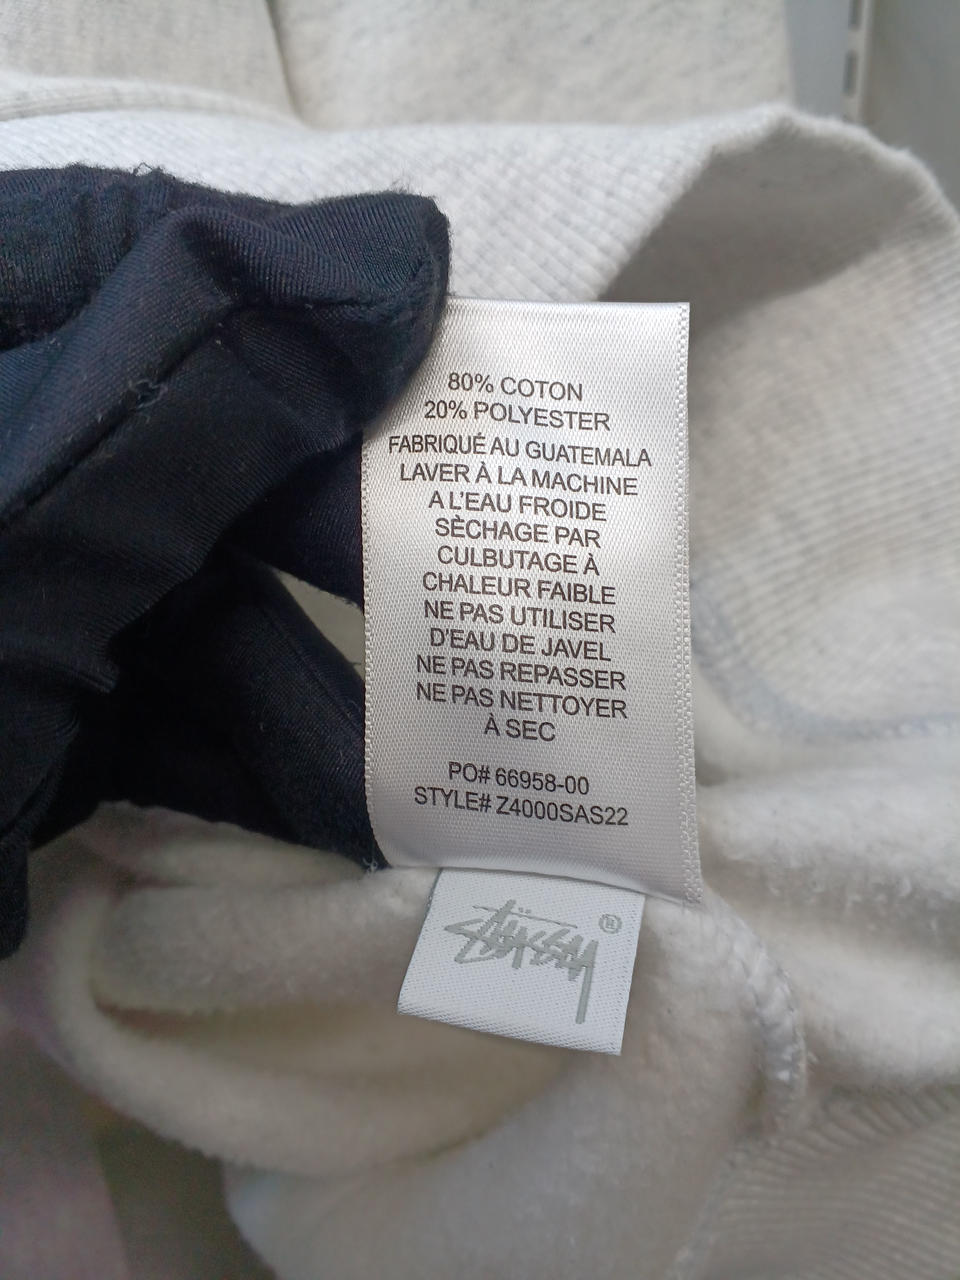 80% COTON
20% POLYESTER
FABRIQUÉ AU GUATEMALA
LAVER À LA MACHINE
A L'EAU FROIDE
SÈCHAGE PAR
CULBUTAGE À
CHALEUR FAIBLE
NE PAS UTILISER
D'EAU DE JAVEL
NE PAS REPASSER
NE PAS NETTOYER
À SEC
PO# 66958-00
STYLE# Z4000SAS22
STÜSSY ®